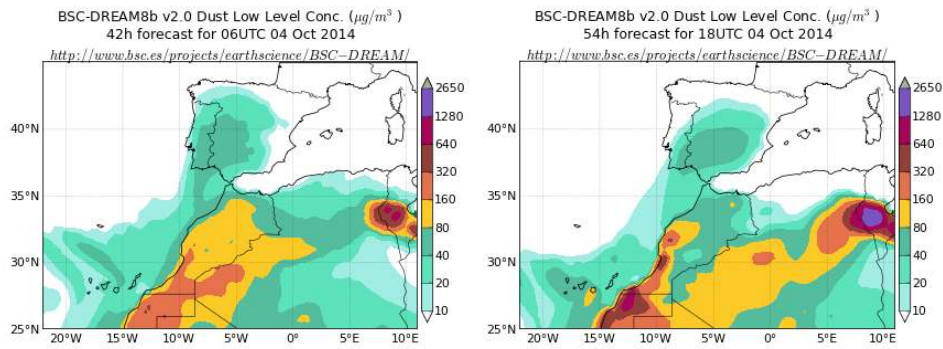 BSC-DREAM8b v2.0 Dust Low Level Conc. (μg/m³ )
42h forecast for 06UTC 04 Oct 2014
http://www.bsc.es/projects/earthscience/BSC-DREAM/
40°N
35°N
30°N
25°N
20°W
15°W
10°W
5°W
0°
5°E
10°E
2650
1280
640
320
160
80
40
20
10
BSC-DREAM8b v2.0 Dust Low Level Conc. (μg/m³ )
54h forecast for 18UTC 04 Oct 2014
http://www.bsc.es/projects/earthscience/BSC-DREAM/
40°N
35°N
30°N
25°N
20°W
15°W
10°W
5°W
0°
5°E
10°E
2650
1280
640
320
160
80
40
20
10